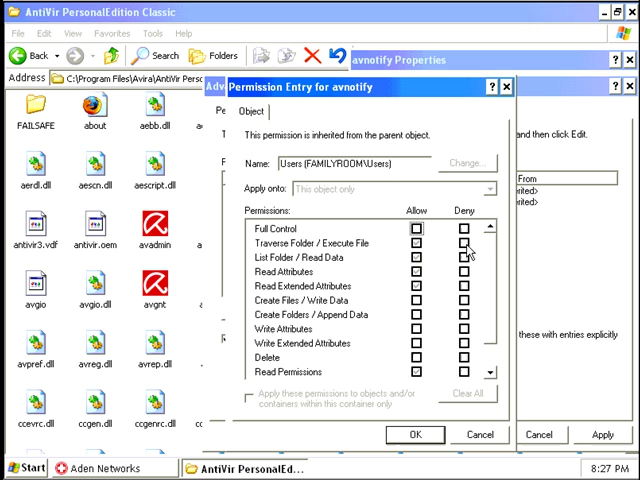 AntiVir PersonalEdition Classic
File Edit View Favorites Tools Help
Back Search Folders
avnotify Properties
Address C:\Program Files\Avira\AntiVir Perso
Adva
Permission Entry for avnotify
Object
This permission is inherited from the parent object.
and then click Edit.
Name: Users (FAMILYROOM\Users) Change...
From
Apply onto: This object only
erited>
erited>
Permissions: Allow Deny
Full Control
Traverse Folder / Execute File
List Folder / Read Data
Read Attributes
Read Extended Attributes
Create Files / Write Data
Create Folders / Append Data
Write Attributes
these with entries explicitly
Write Extended Attributes
Delete
Read Permissions
Apply these permissions to objects and/or
containers within this container only
Clear All
OK Cancel Cancel Apply
FAILSAFE about aebb.dll
aerdl.dll aescn.dll aescript.dll
antivir3.vdf antivir.oem avadmin
avgio avgio.dll avgnt
avpref.dll avreg.dll avrep.dll
ccevrc.dll ccgen.dll ccgenrc.dll
Start Aden Networks AntiVir PersonalEd... 8:27 PM